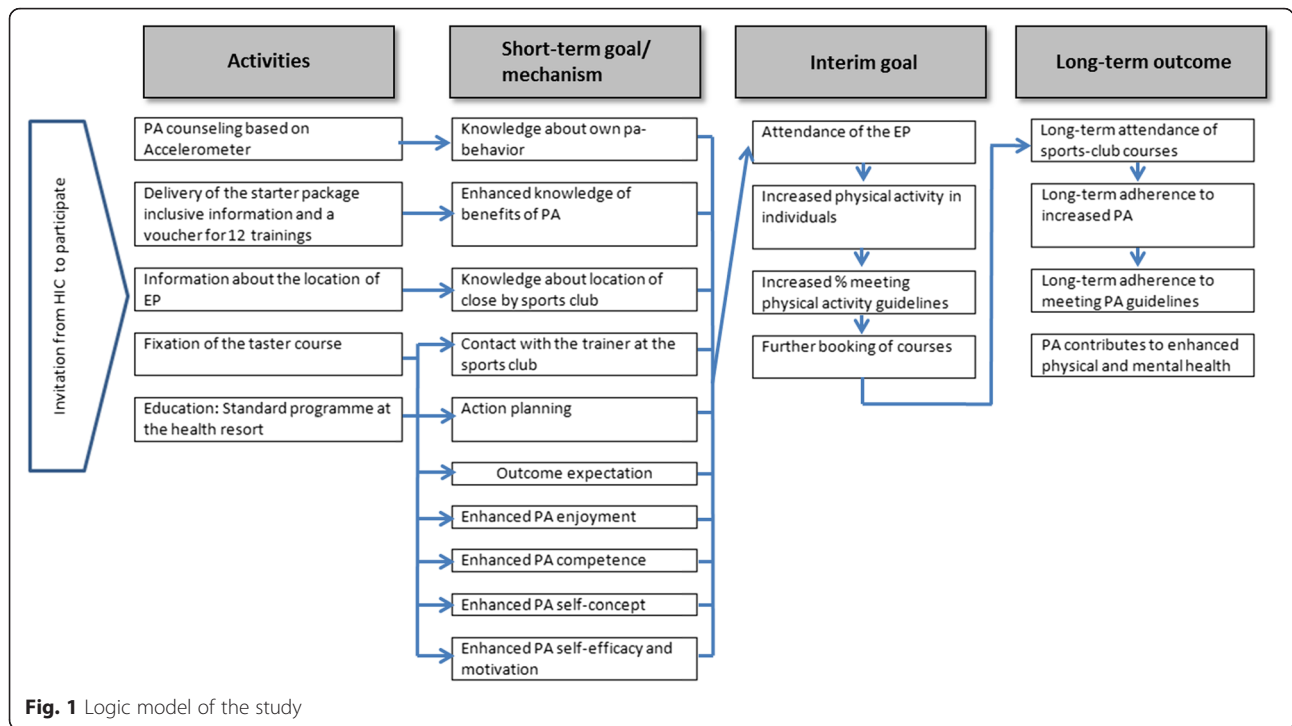 Activities
Short-term goal/
mechanism
Interim goal
Long-term outcome
Invitation from HIC to participate
PA counseling based on
Accelerometer
Delivery of the starter package
inclusive information and a
voucher for 12 trainings
Information about the location of
EP
Fixation of the taster course
Education: Standard programme at
the health resort
Knowledge about own pa-
behavior
Enhanced knowledge of
benefits of PA
Knowledge about location of
close by sports club
Contact with the trainer at the
sports club
Action planning
Outcome expectation
Enhanced PA enjoyment
Enhanced PA competence
Enhanced PA self-concept
Enhanced PA self-efficacy and
motivation
Attendance of the EP
Increased physical activity in
individuals
Increased % meeting
physical activity guidelines
Further booking of courses
Long-term attendance of
sports-club courses
Long-term adherence to
increased PA
Long-term adherence to
meeting PA guidelines
PA contributes to enhanced
physical and mental health
Fig. 1 Logic model of the study